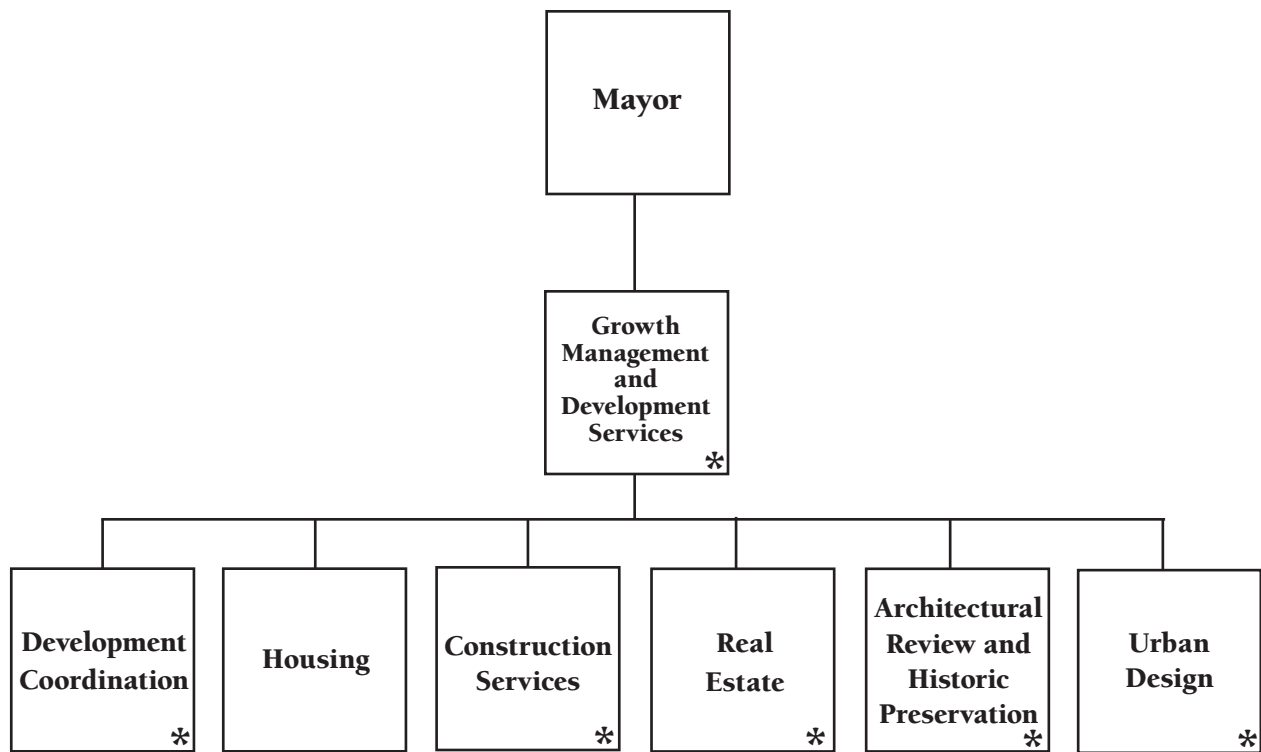 Mayor
Growth
Management
and
Development
Services
*
Development
Coordination
*
Housing
Construction
Services
*
Real
Estate
*
Architectural
Review and
Historic
Preservation
*
Urban
Design
*